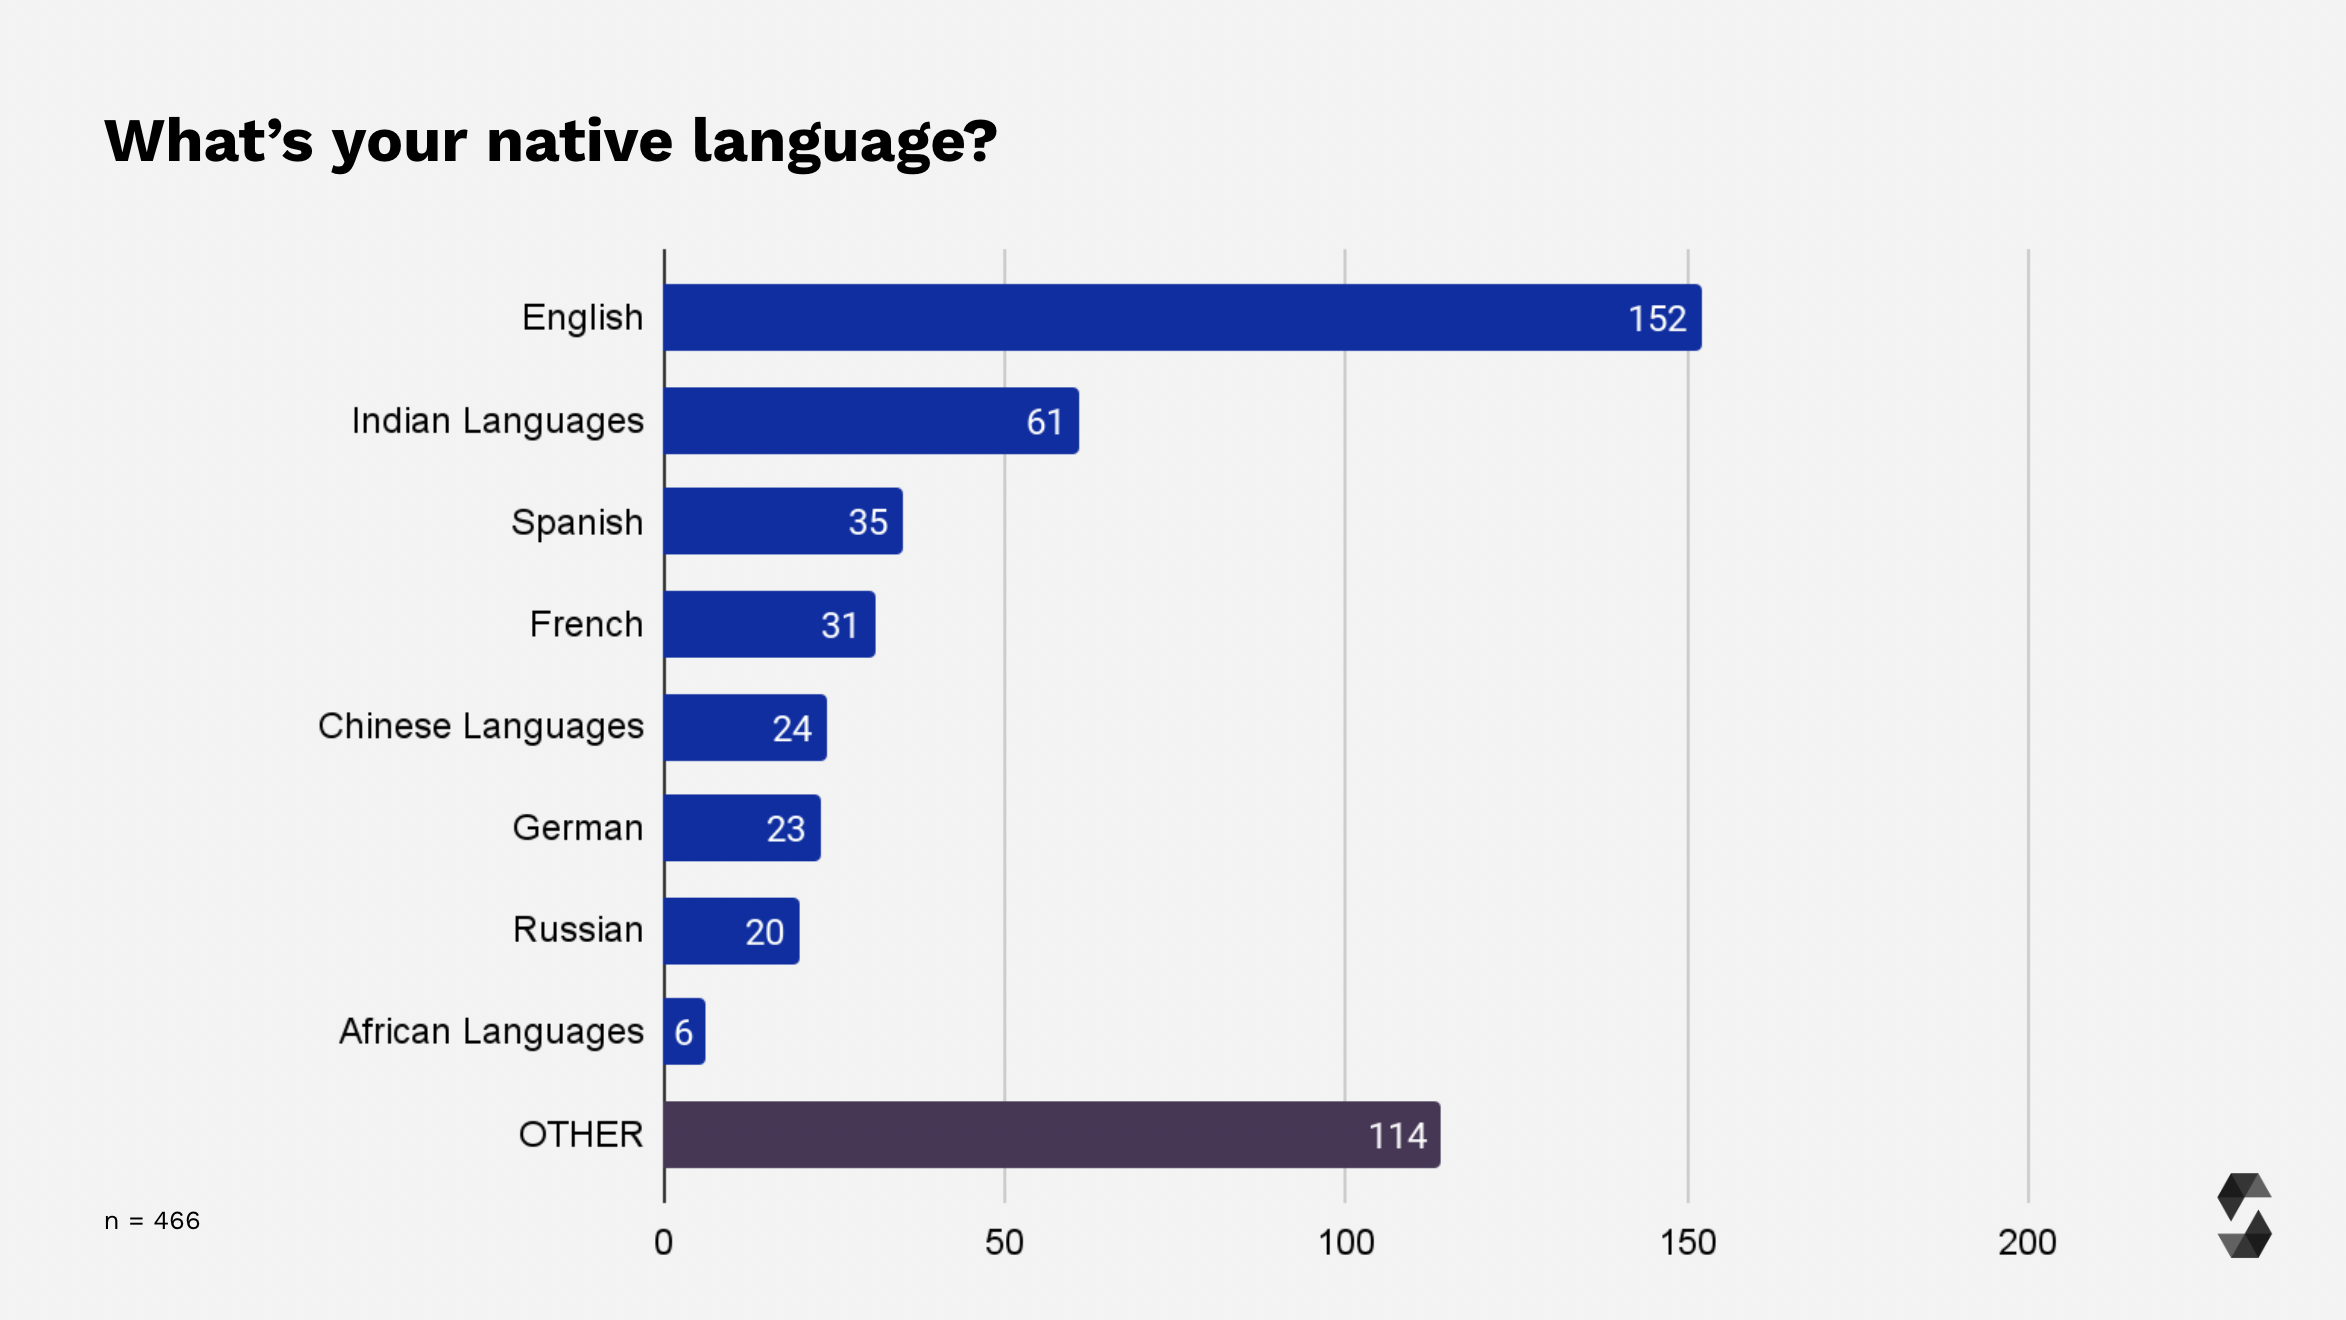 What’s your native language?
English 152
Indian Languages 61
Spanish 35
French 31
Chinese Languages 24
German 23
Russian 20
African Languages 6
OTHER 114
0 50 100 150 200
n = 466